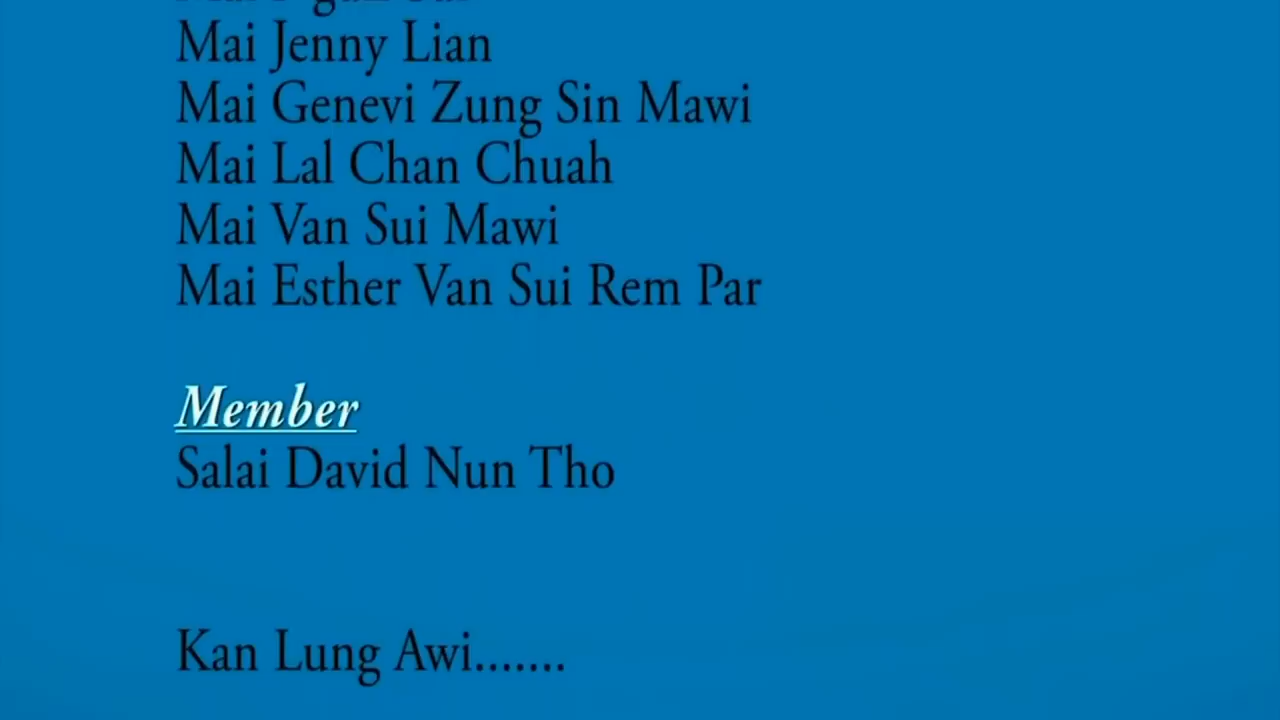 Mai Jenny Lian
Mai Genevi Zung Sin Mawi
Mai Lal Chan Chuah
Mai Van Sui Mawi
Mai Esther Van Sui Rem Par
Member
Salai David Nun Tho
Kan Lung Awi.......